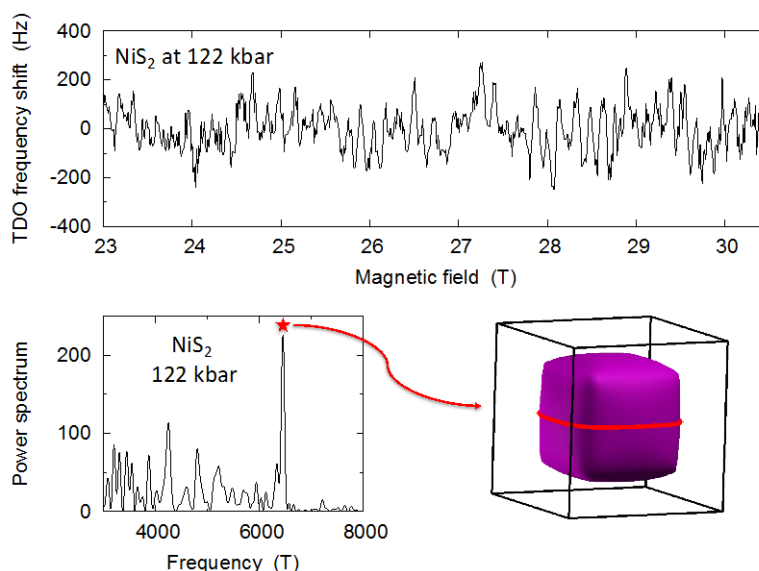 NiS₂ at 122 kbar
TDO frequency shift (Hz)
400
200
0
-200
-400
23 24 25 26 27 28 29 30
Magnetic field (T)
NiS₂
122 kbar
Power spectrum
200
100
0
4000 6000 8000
Frequency (T)